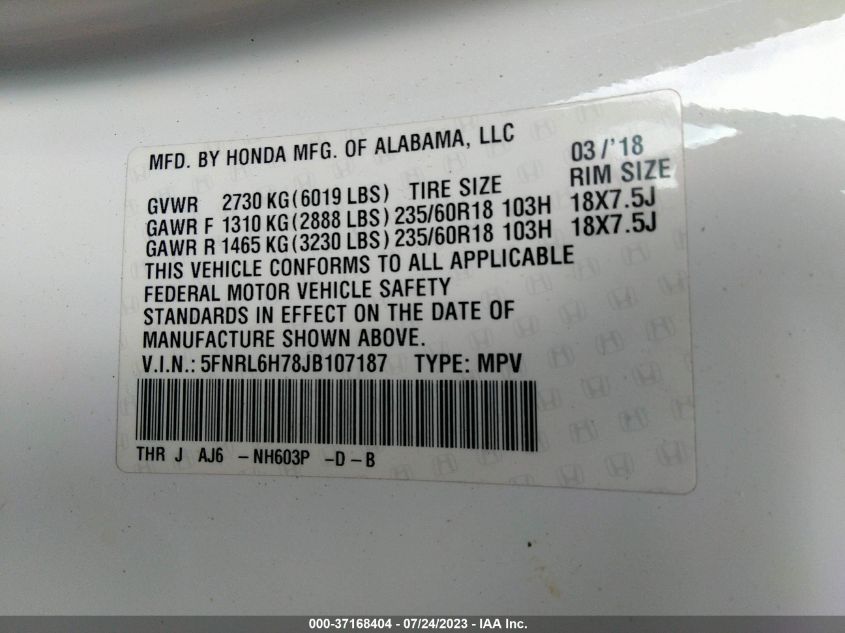 MFD. BY HONDA MFG. OF ALABAMA, LLC 03/'18
GVWR 2730 KG(6019 LBS) TIRE SIZE RIM SIZE
GAWR F 1310 KG(2888 LBS) 235/60R18 103H 18X7.5J
GAWR R 1465 KG(3230 LBS) 235/60R18 103H 18X7.5J
THIS VEHICLE CONFORMS TO ALL APPLICABLE
FEDERAL MOTOR VEHICLE SAFETY
STANDARDS IN EFFECT ON THE DATE OF
MANUFACTURE SHOWN ABOVE.
V.I.N.: 5FNRL6H78JB107187 TYPE: MPV
THR J AJ6 -NH603P -D-B
000-37168404 - 07/24/2023 - IAA Inc.